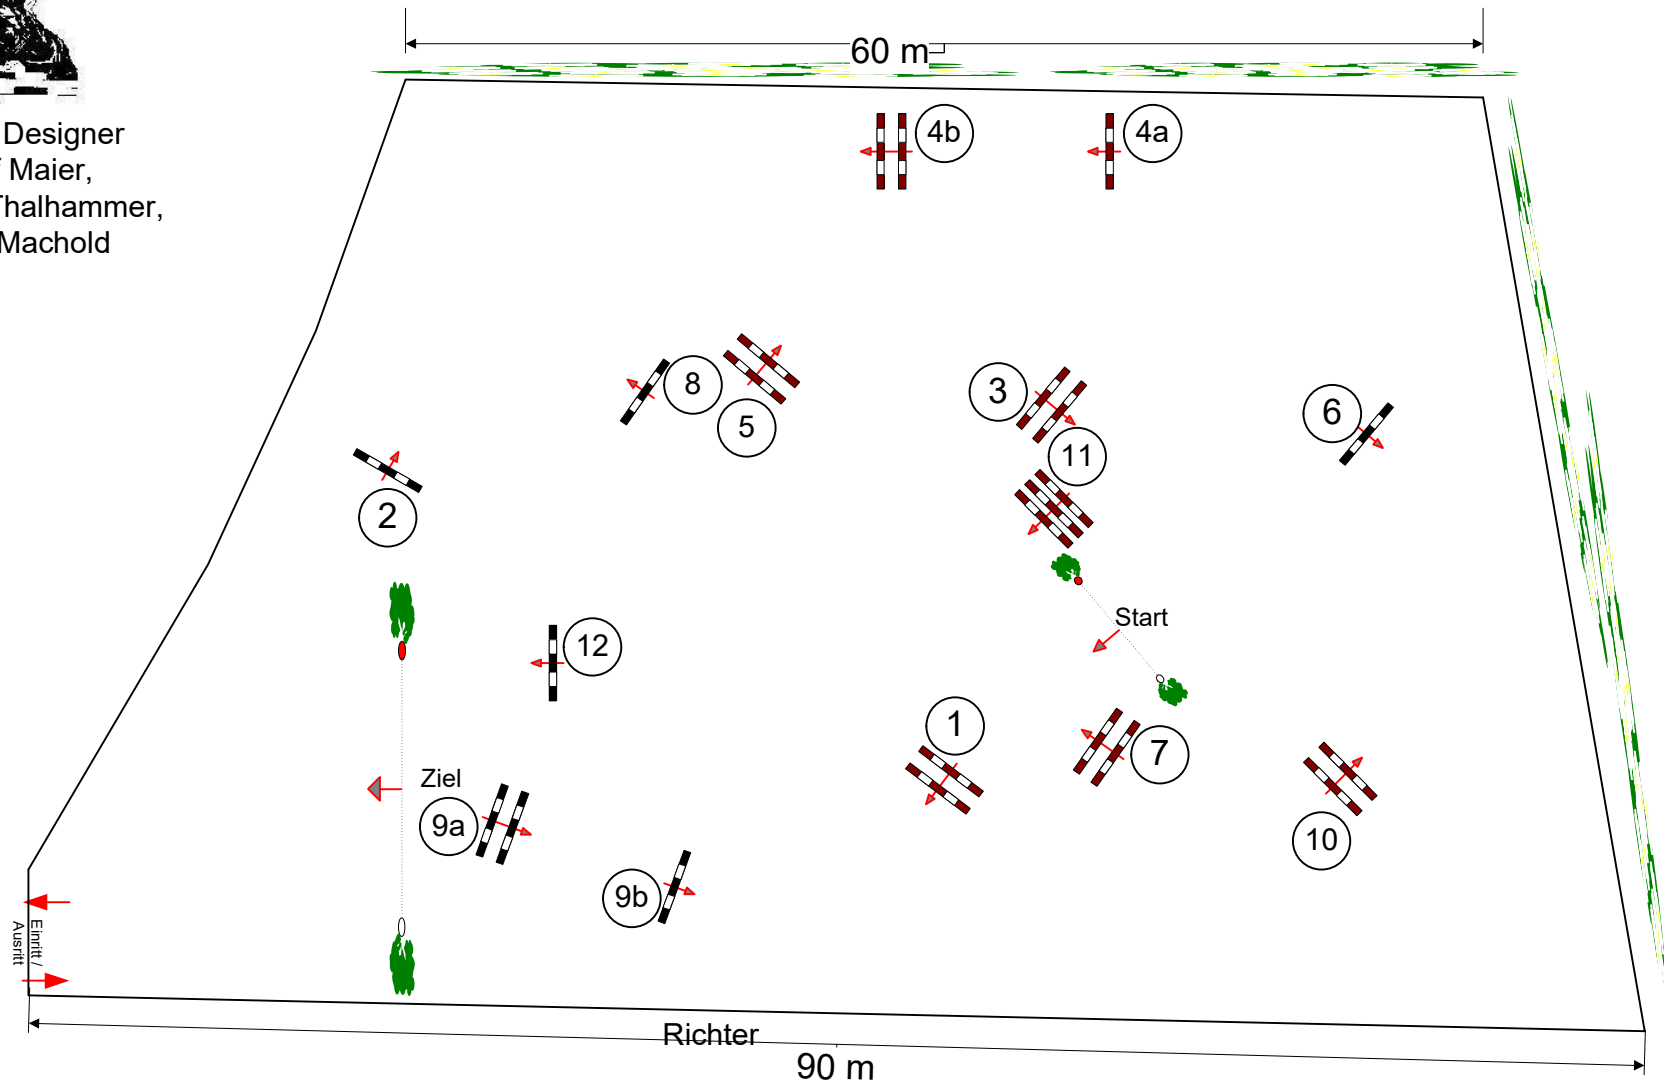 60 m
Designer
Maier,
Thalhammer,
Machold
4b
4a
8
5
3
11
6
2
Start
12
1
7
Ziel
9a
10
9b
Einritt /
Ausritt
Richter
90 m